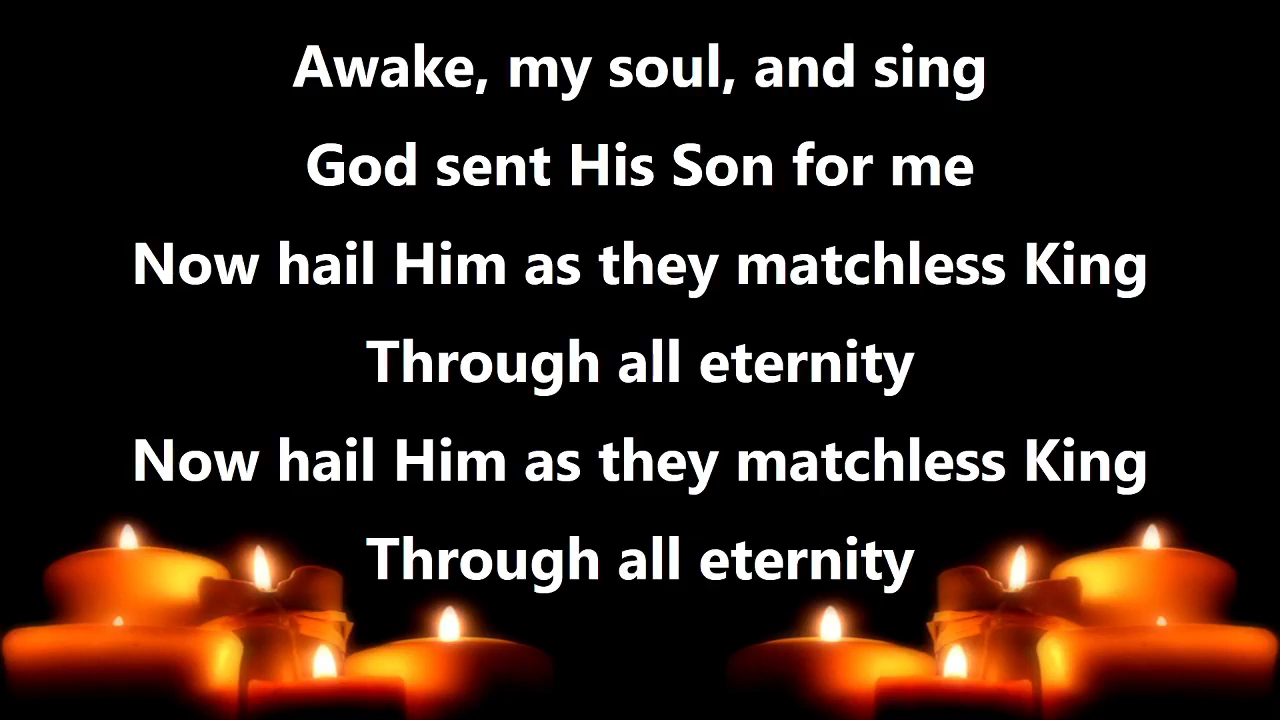 Awake, my soul, and sing
God sent His Son for me
Now hail Him as they matchless King
Through all eternity
Now hail Him as they matchless King
Through all eternity